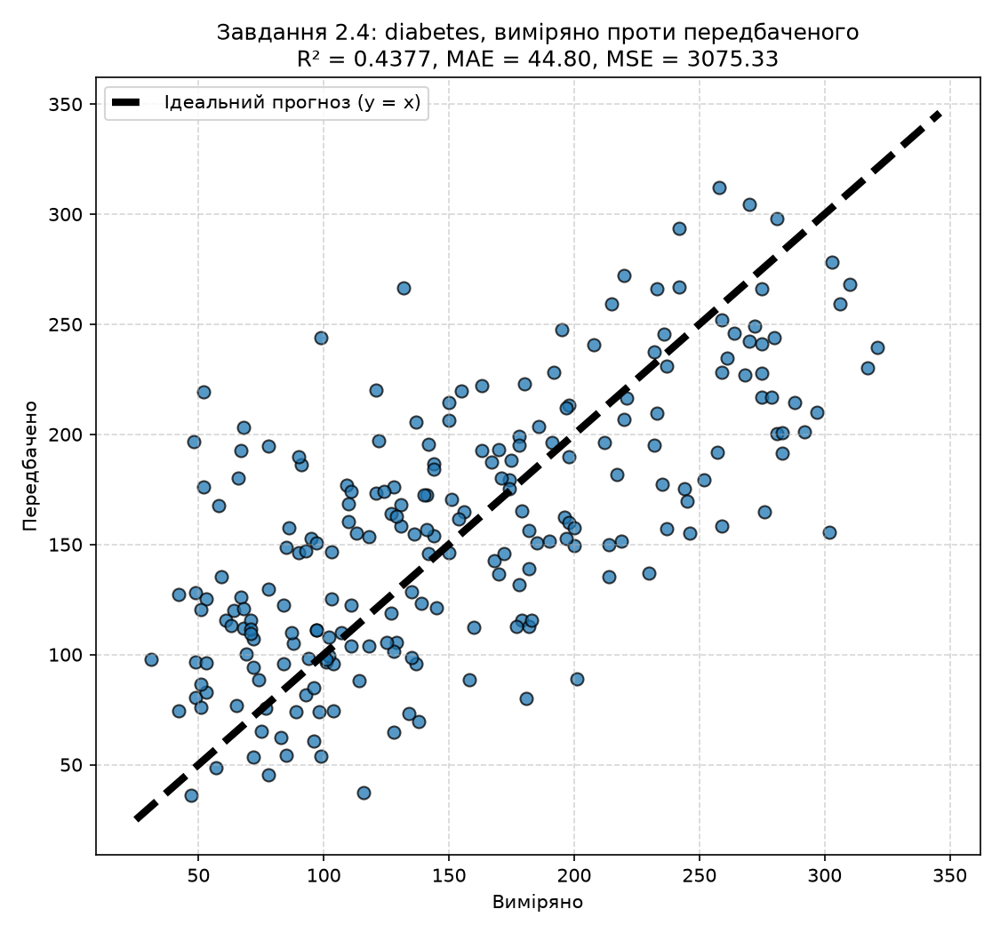 Завдання 2.4: diabetes, виміряно проти передбаченого
R² = 0.4377, MAE = 44.80, MSE = 3075.33
Ідеальний прогноз (y = x)
350
300
250
200
150
100
50
Передбачено
50
100
150
200
250
300
350
Виміряно